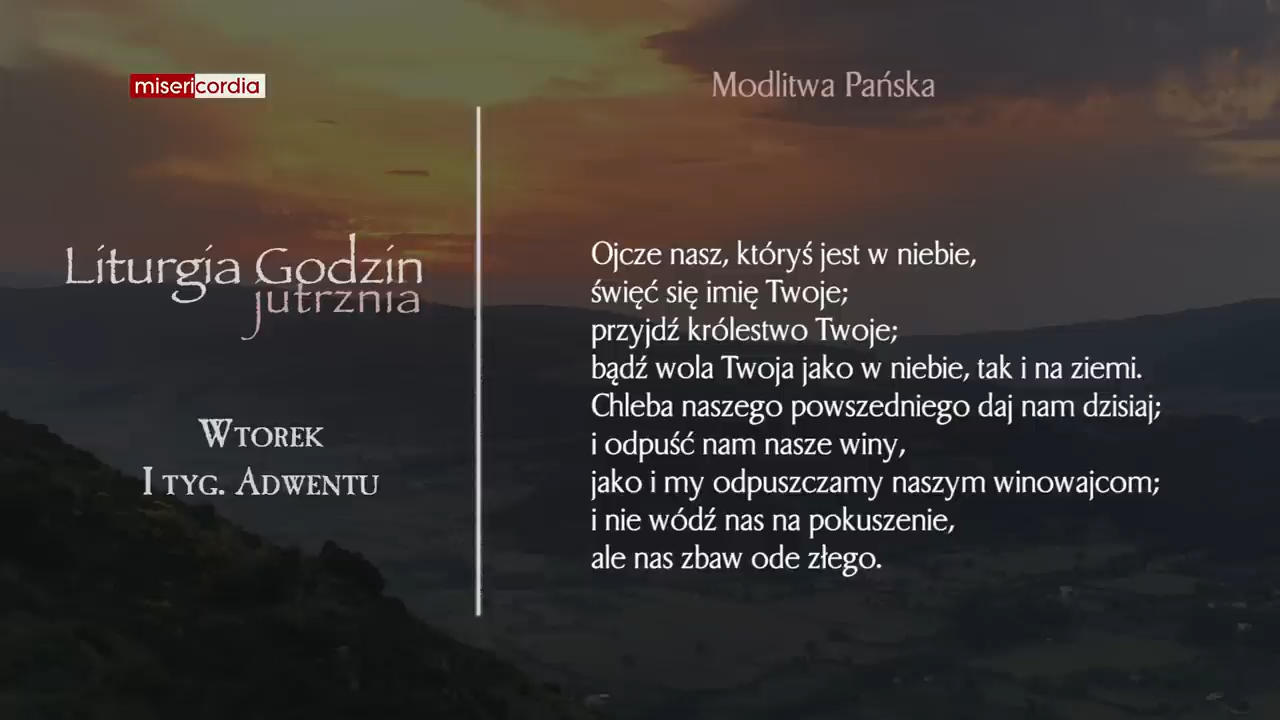 misericordia
Liturgia Godzin
jutrznia
Wtorek
I tyg. Adwentu
Modlitwa Pańska
Ojcze nasz, któryś jest w niebie,
święć się imię Twoje;
przyjdź królestwo Twoje;
bądź wola Twoja jako w niebie, tak i na ziemi.
Chleba naszego powszedniego daj nam dzisiaj;
i odpuść nam nasze winy,
jako i my odpuszczamy naszym winowajcom;
i nie wódź nas na pokuszenie,
ale nas zbaw ode złego.